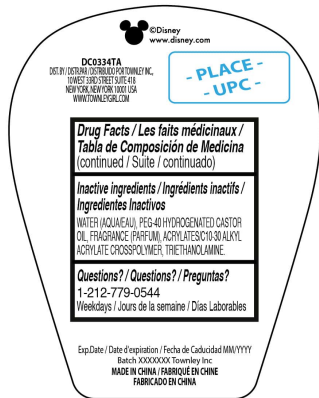 ©Disney
www.disney.com
DC0334TA
DIST. BY / DISTR.PAR / DISTRIBUIDO POR TOWNLEY INC.,
10 WEST 33RD STREET SUITE 418
NEW YORK, NEW YORK 10001 USA
WWW.TOWNLEYGIRL.COM
- PLACE -
- UPC -
Drug Facts / Les faits médicinaux /
Tabla de Composición de Medicina
(continued / Suite / continuado)
Inactive ingredients / Ingrédients inactifs /
Ingredientes Inactivos
WATER (AQUA/EAU), PEG-40 HYDROGENATED CASTOR
OIL, FRAGRANCE (PARFUM), ACRYLATES/C10-30 ALKYL
ACRYLATE CROSSPOLYMER, TRIETHANOLAMINE.
Questions? / Questions? / Preguntas?
1-212-779-0544
Weekdays / Jours de la semaine / Días Laborables
Exp.Date / Date d'expiration / Fecha de Caducidad MM/YYYY
Batch XXXXXXX Townley Inc
MADE IN CHINA / FABRIQUÉ EN CHINE
FABRICADO EN CHINA